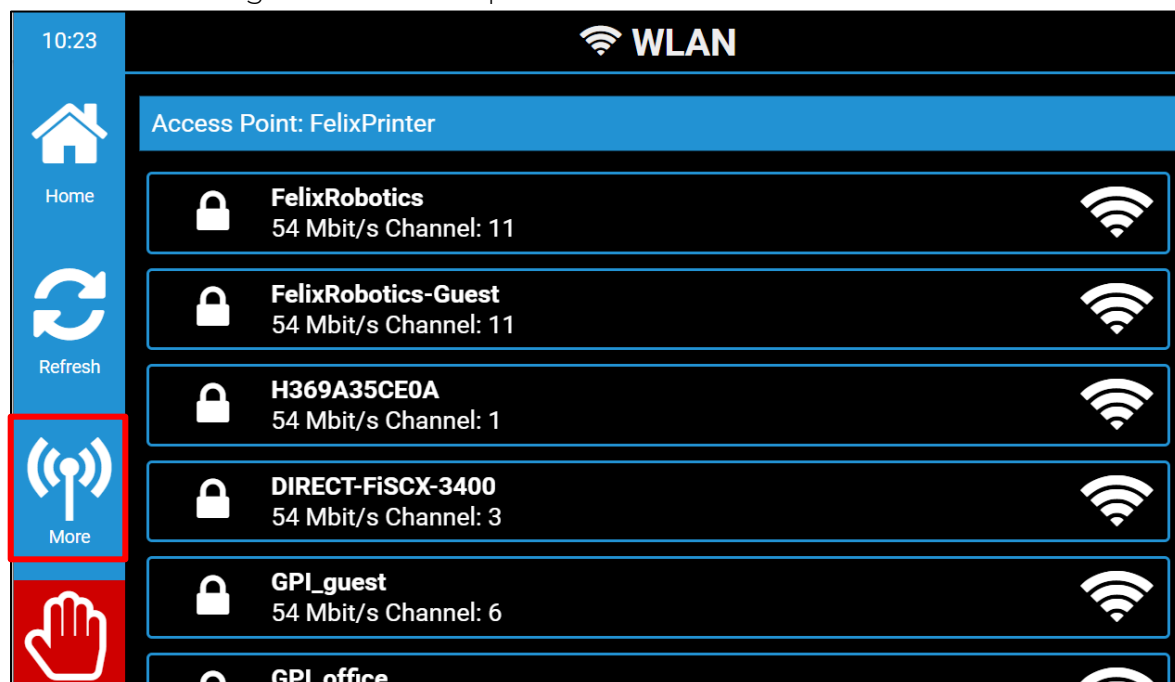 10:23
WLAN
Access Point: FelixPrinter
Home
FelixRobotics
54 Mbit/s Channel: 11
FelixRobotics-Guest
54 Mbit/s Channel: 11
Refresh
H369A35CE0A
54 Mbit/s Channel: 1
DIRECT-FiSCX-3400
54 Mbit/s Channel: 3
More
GPI_guest
54 Mbit/s Channel: 6
GPI_office